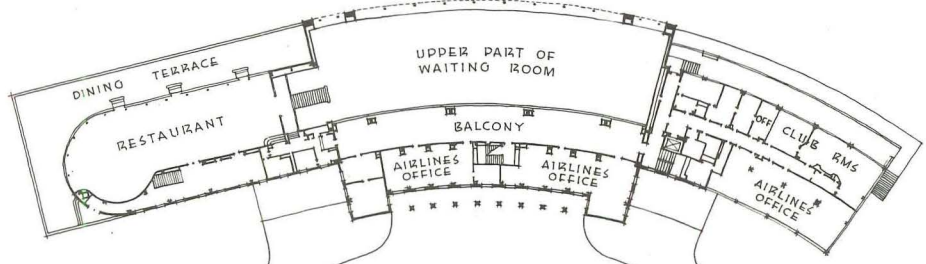 DINING TERRACE
RESTAURANT
UPPER PART OF
WAITING ROOM
BALCONY
AIRLINES
OFFICE
AIRLINES
OFFICE
OFF
CLUB RMS
AIRLINES
OFFICE